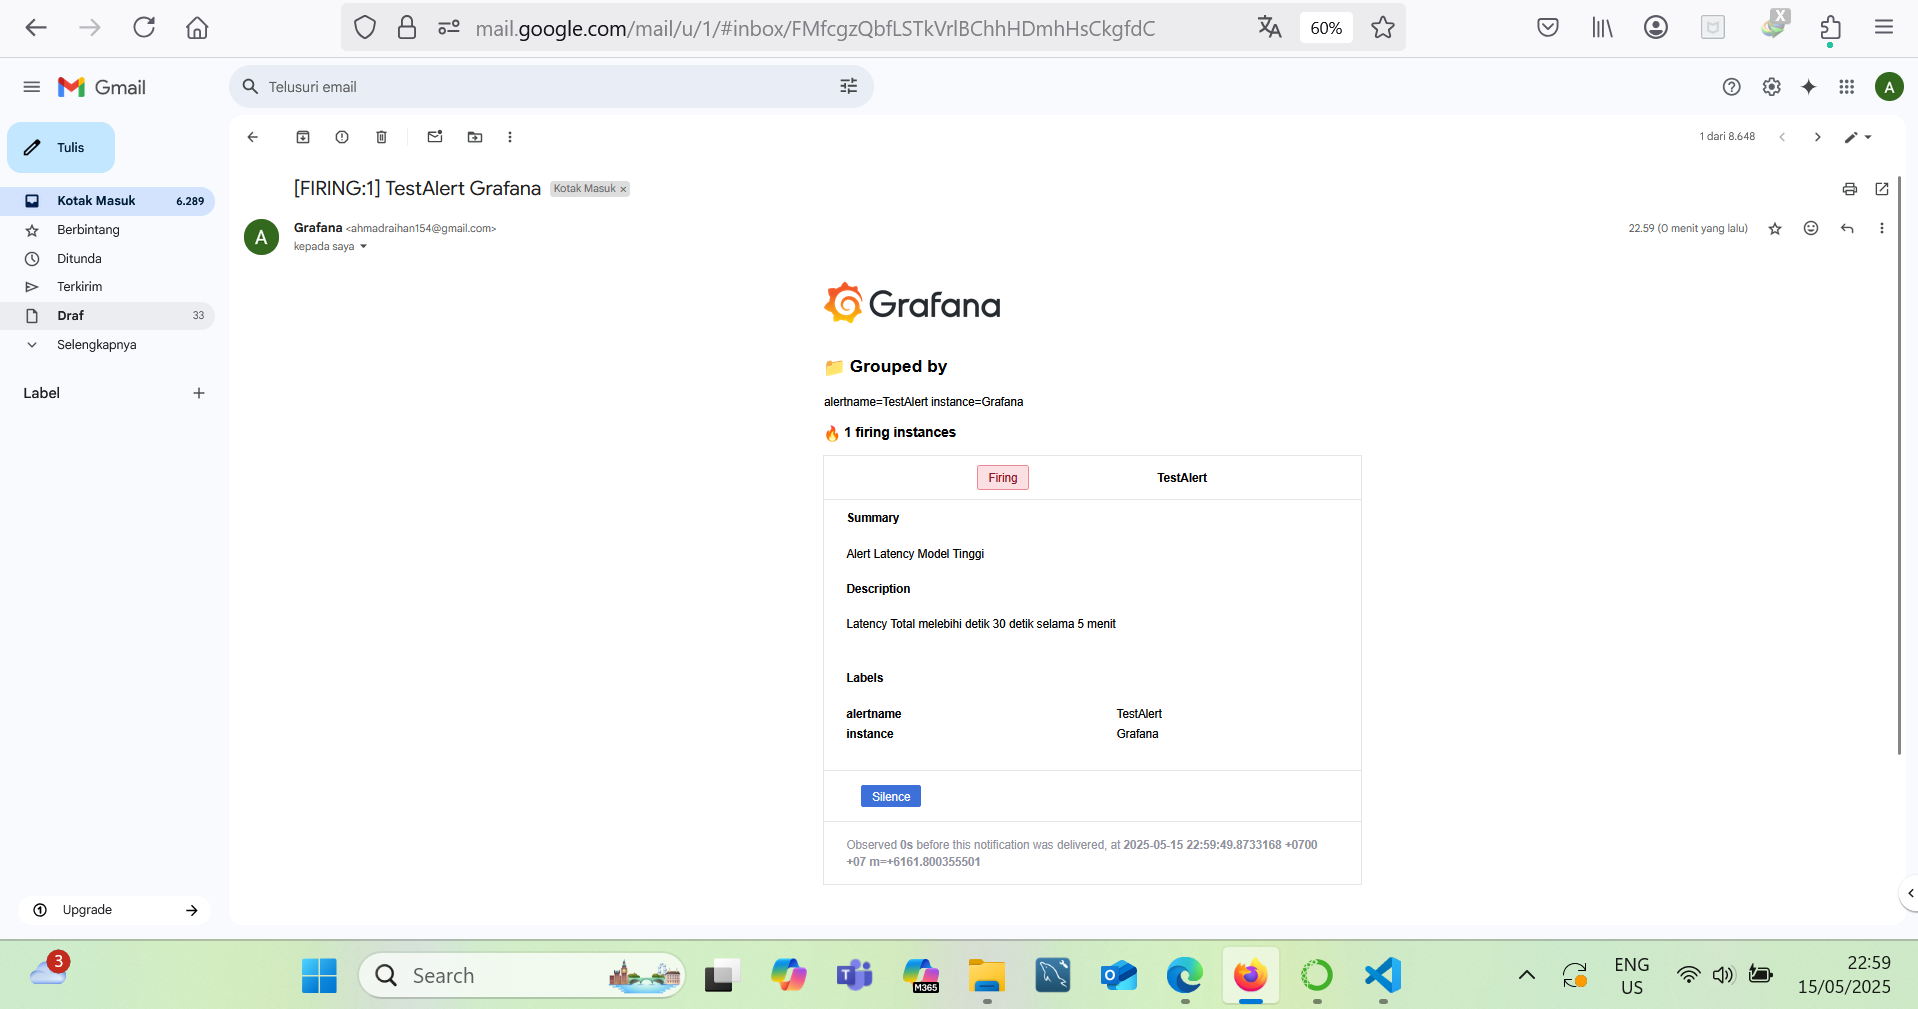 mail.google.com/mail/u/1/#inbox/FMfcgzQbfLSTkVrlBChhHDmhHsCkgfdC
60%
Gmail
Telusuri email
A
Tulis
1 dari 8.648
[FIRING:1] TestAlert Grafana
Kotak Masuk ×
Kotak Masuk 6.289
Berbintang
Ditunda
Terkirim
Draf 33
Selengkapnya
Label
Upgrade
A
Grafana <ahmadraihan154@gmail.com>
22.59 (0 menit yang lalu)
kepada saya
Grafana
Grouped by
alertname=TestAlert instance=Grafana
1 firing instances
Firing TestAlert
Summary
Alert Latency Model Tinggi
Description
Latency Total melebihi detik 30 detik selama 5 menit
Labels
alertname TestAlert
instance Grafana
Silence
Observed 0s before this notification was delivered, at 2025-05-15 22:59:49.8733168 +0700
+07 m=+6161.800355501
3
Search
M365
ENG
US
22:59
15/05/2025